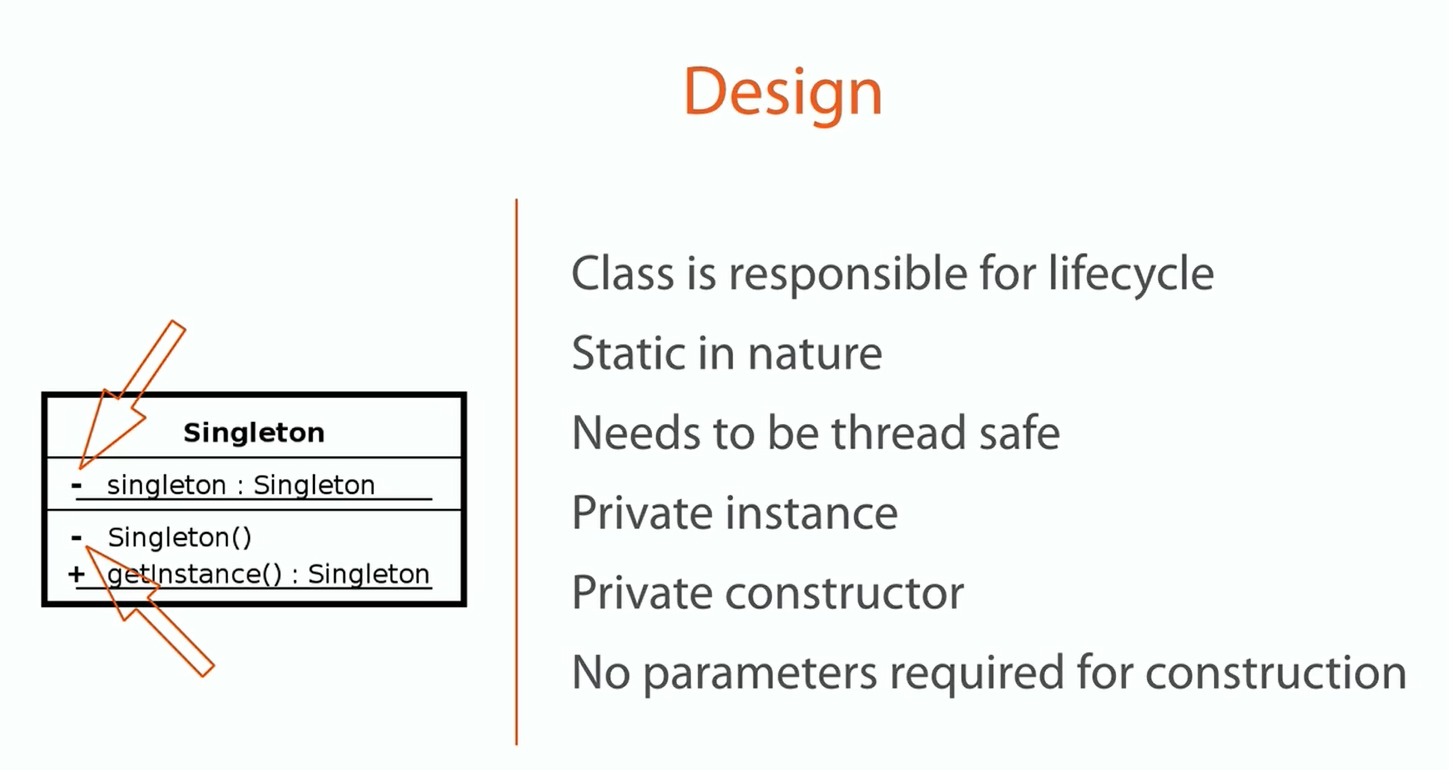 Design
Singleton
- singleton : Singleton
- Singleton()
+ getInstance() : Singleton
Class is responsible for lifecycle
Static in nature
Needs to be thread safe
Private instance
Private constructor
No parameters required for construction